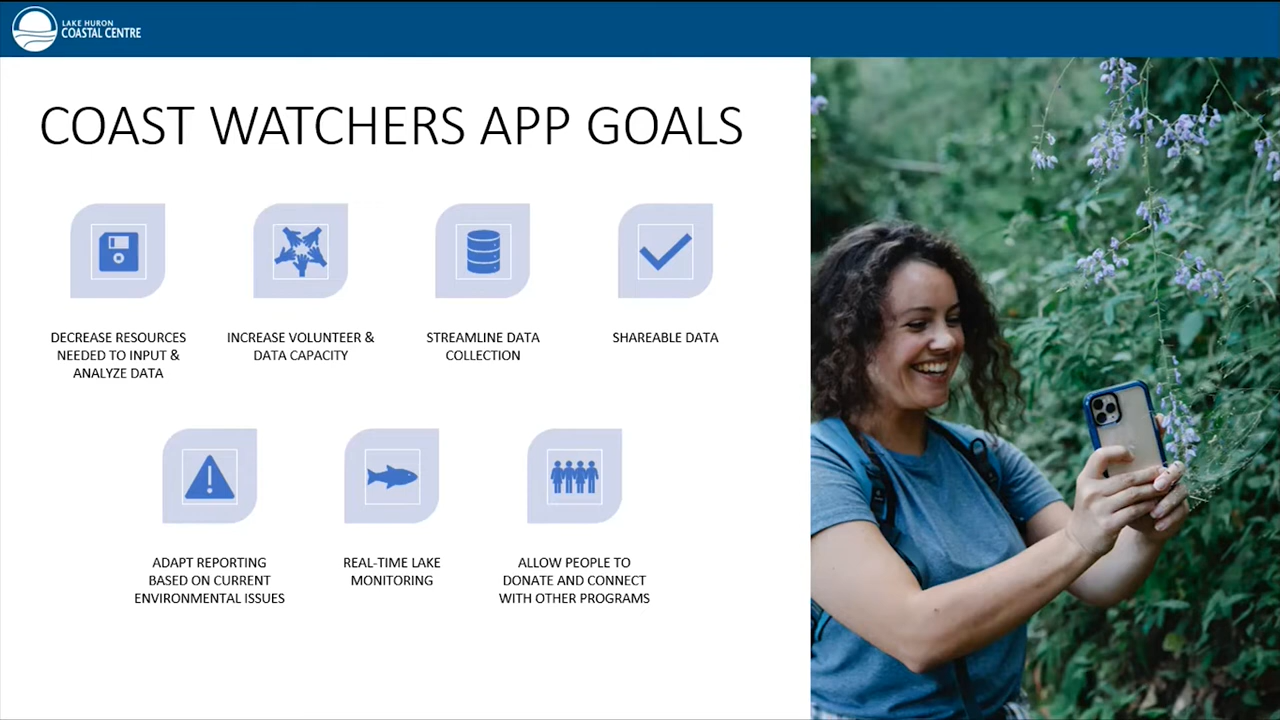 LAKE HURON
COASTAL CENTRE
COAST WATCHERS APP GOALS
DECREASE RESOURCES
NEEDED TO INPUT &
ANALYZE DATA
INCREASE VOLUNTEER &
DATA CAPACITY
STREAMLINE DATA
COLLECTION
SHAREABLE DATA
ADAPT REPORTING
BASED ON CURRENT
ENVIRONMENTAL ISSUES
REAL-TIME LAKE
MONITORING
ALLOW PEOPLE TO
DONATE AND CONNECT
WITH OTHER PROGRAMS